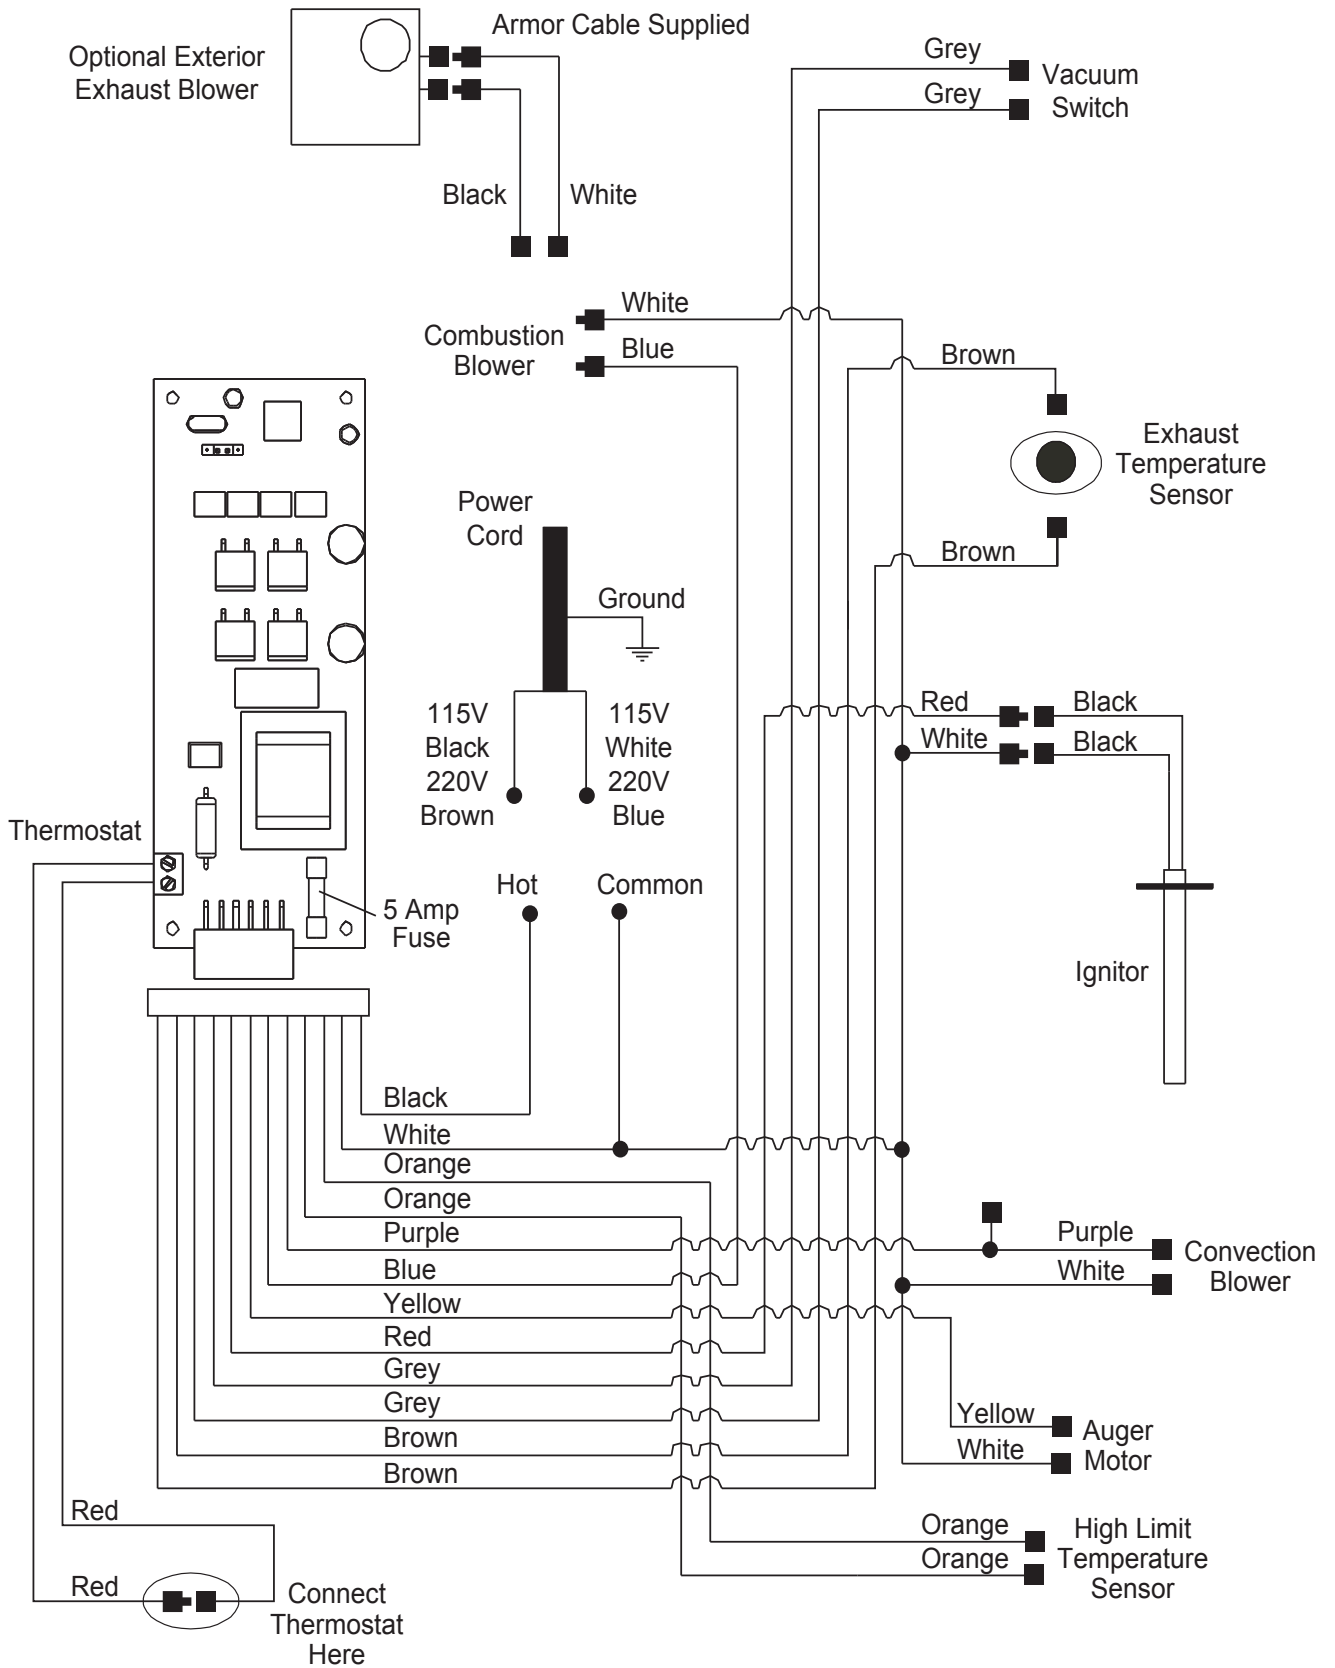 Armor Cable Supplied
Optional Exterior
Exhaust Blower
Black
White
Grey
Grey
Vacuum
Switch
Combustion
Blower
White
Blue
Brown
Exhaust
Temperature
Sensor
Brown
Power
Cord
Ground
115V
Black
220V
Brown
115V
White
220V
Blue
Red
White
Black
Black
Ignitor
Thermostat
5 Amp
Fuse
Hot
Common
Black
White
Orange
Orange
Purple
Blue
Yellow
Red
Grey
Grey
Brown
Brown
Purple
White
Convection
Blower
Yellow
White
Auger
Motor
Orange
Orange
High Limit
Temperature
Sensor
Red
Red
Connect
Thermostat
Here